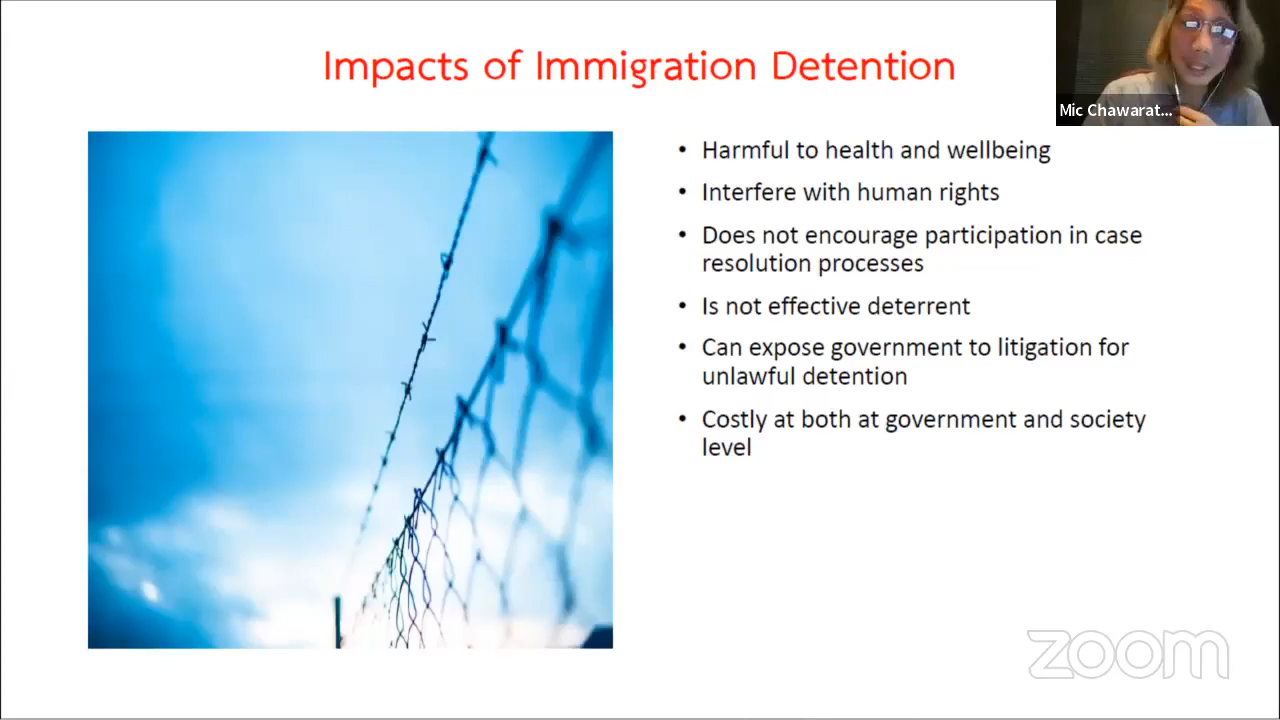 Impacts of Immigration Detention
Mic Chawarat...
• Harmful to health and wellbeing
• Interfere with human rights
• Does not encourage participation in case
resolution processes
• Is not effective deterrent
• Can expose government to litigation for
unlawful detention
• Costly at both at government and society
level
zoom